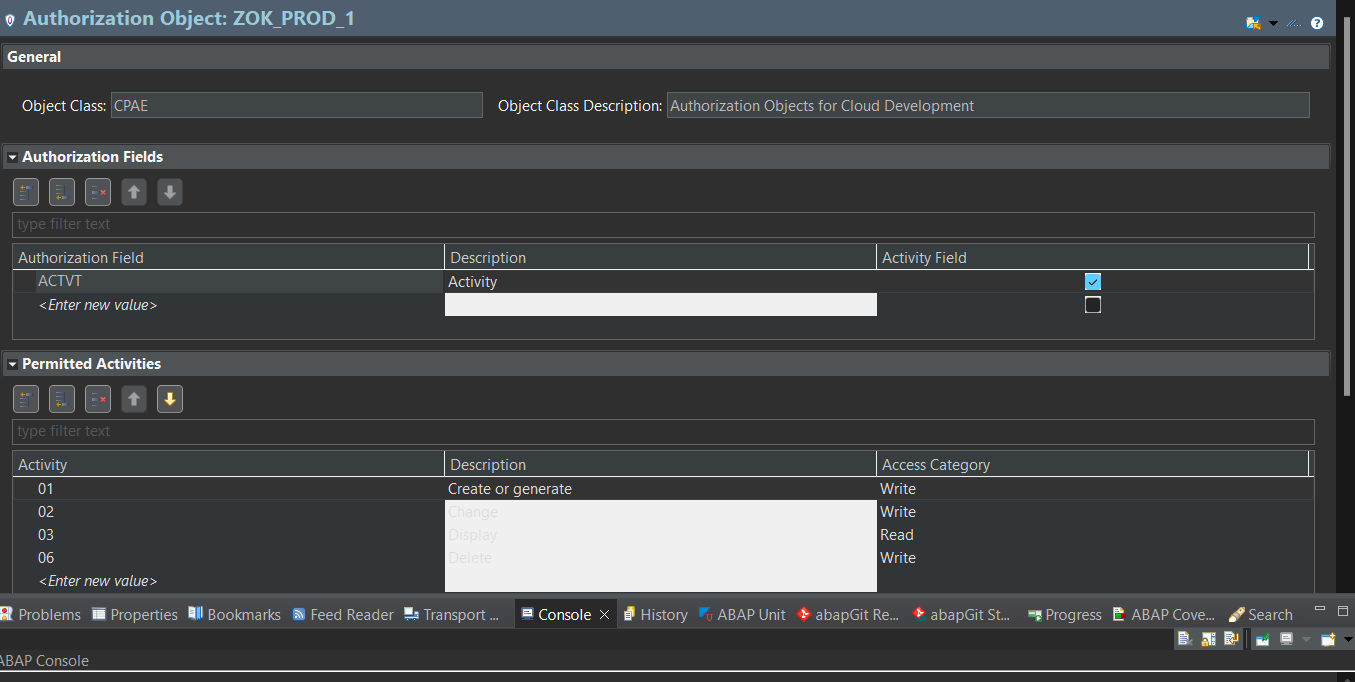 Authorization Object: ZOK_PROD_1
General
Object Class: CPAE Object Class Description: Authorization Objects for Cloud Development
Authorization Fields
type filter text
Authorization Field Description Activity Field
ACTVT Activity
<Enter new value>
Permitted Activities
type filter text
Activity Description Access Category
01 Create or generate Write
02 Change Write
03 Display Read
06 Delete Write
<Enter new value>
Problems Properties Bookmarks Feed Reader Transport ... Console History ABAP Unit abapGit Re... abapGit St... Progress ABAP Cove... Search
ABAP Console